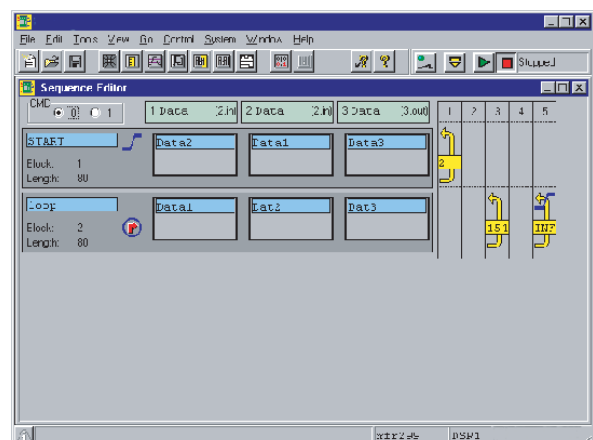 File Edit Tools View Go Control System Window Help
Stopped
Sequence Editor
CMD 0 1
1 Data (2.in) 2 Data (2.in) 3 Data (3.out) 1 2 3 4 5
START Data2 Data1 Data3
2
Block: 1
Length: 80
Loop Data1 Dat2 Dat3
151 INF
Block: 2
Length: 80
DSP1